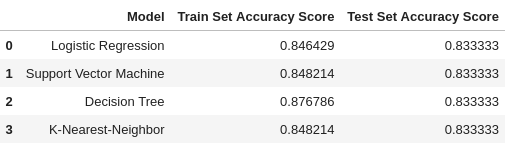 Model Train Set Accuracy Score Test Set Accuracy Score
0 Logistic Regression 0.846429 0.833333
1 Support Vector Machine 0.848214 0.833333
2 Decision Tree 0.876786 0.833333
3 K-Nearest-Neighbor 0.848214 0.833333